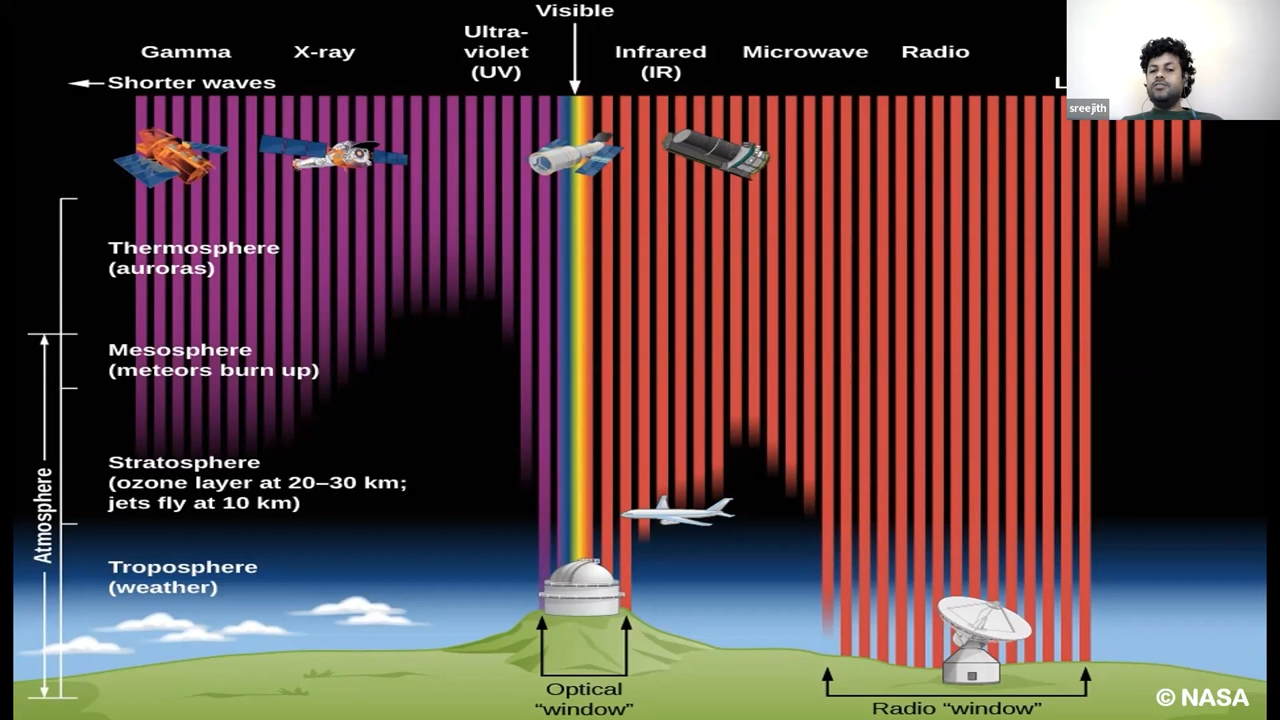 Visible
Gamma
X-ray
Ultra-
violet
(UV)
Infrared
(IR)
Microwave
Radio
Shorter waves
L
sreejith
Thermosphere
(auroras)
Mesosphere
(meteors burn up)
Stratosphere
(ozone layer at 20–30 km;
jets fly at 10 km)
Atmosphere
Troposphere
(weather)
Optical
“window”
Radio “window”
© NASA